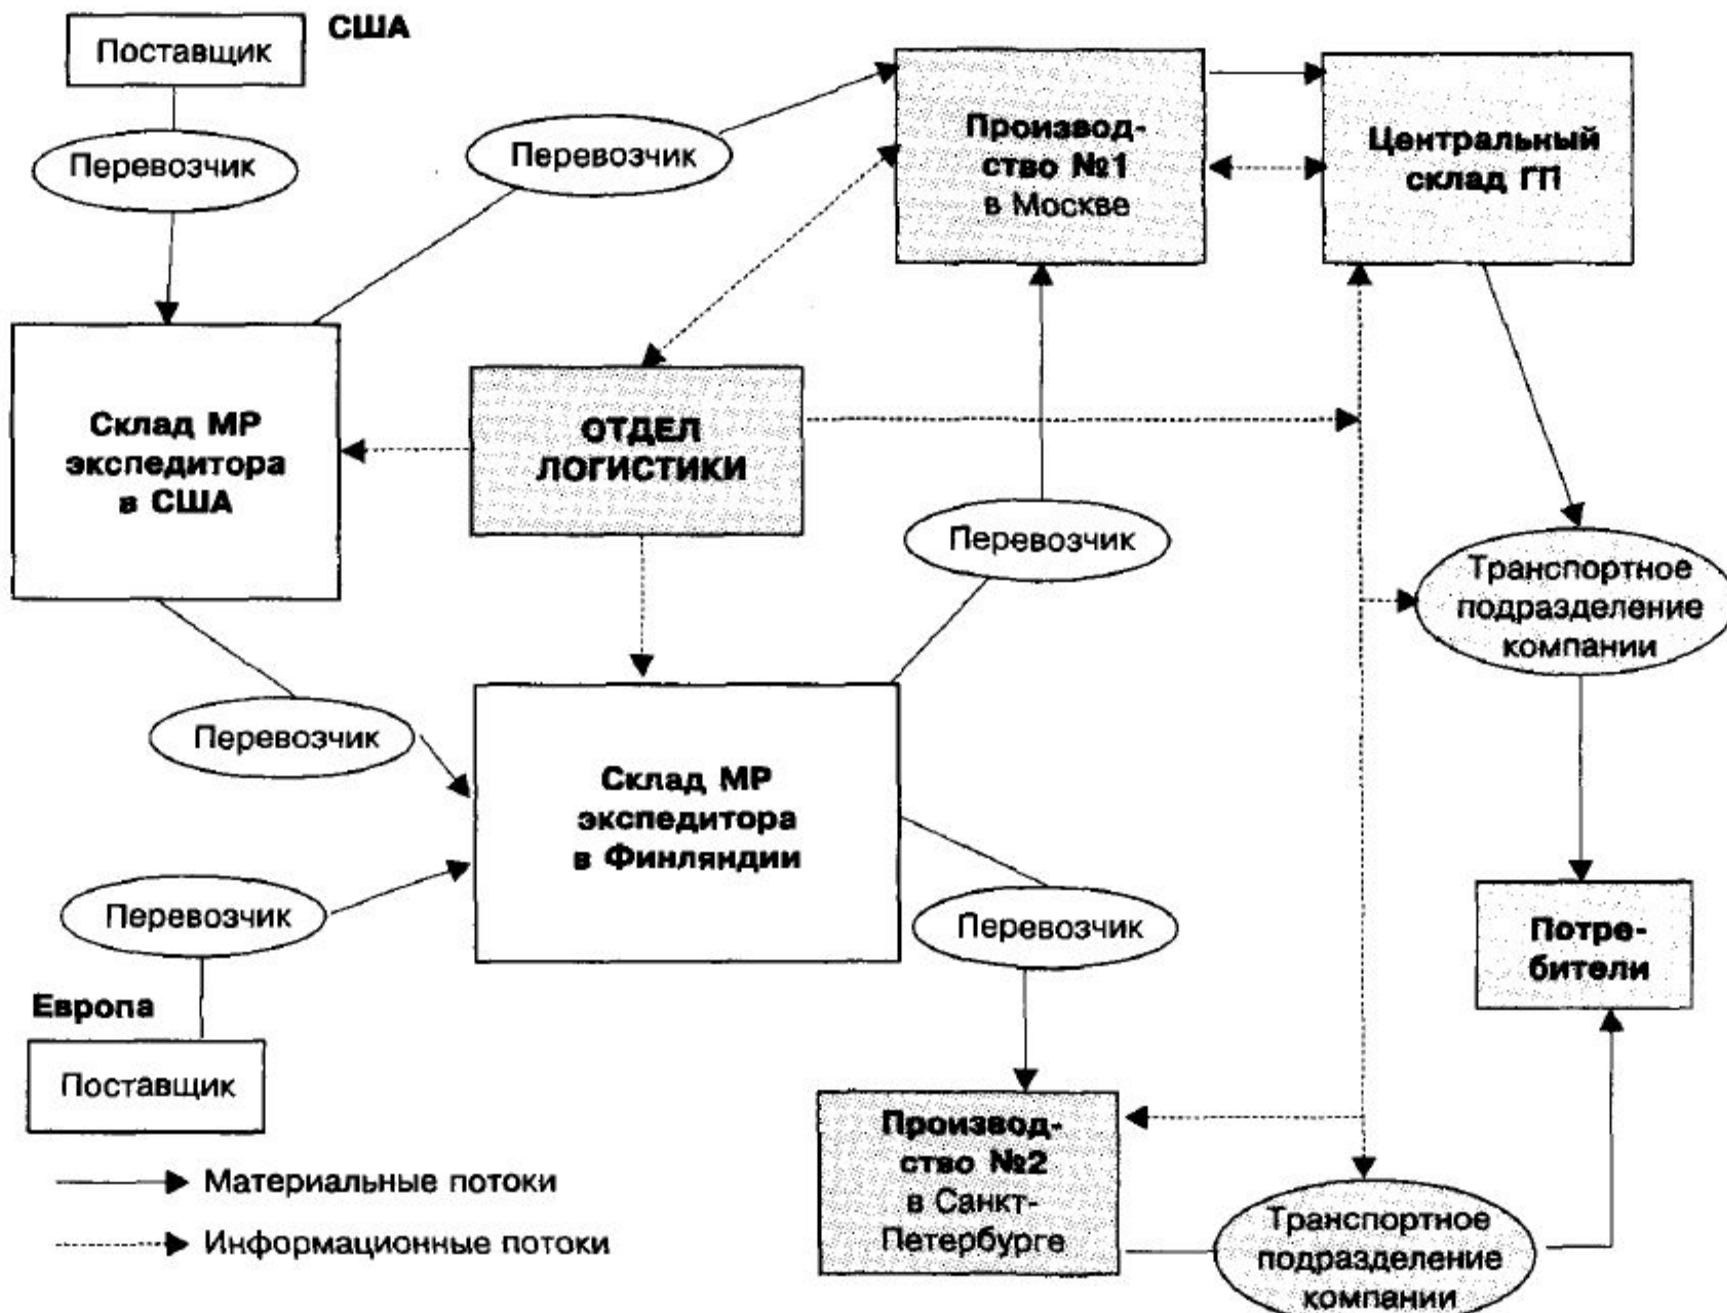 США
Поставщик
Перевозчик
Перевозчик
Производ-
ство №1
в Москве
Центральный
склад ГП
Склад МР
экспедитора
в США
ОТДЕЛ
ЛОГИСТИКИ
Перевозчик
Транспортное
подразделение
компании
Перевозчик
Склад МР
экспедитора
в Финляндии
Перевозчик
Перевозчик
Потре-
бители
Европа
Поставщик
Производ-
ство №2
в Санкт-
Петербурге
Транспортное
подразделение
компании
Материальные потоки
Информационные потоки